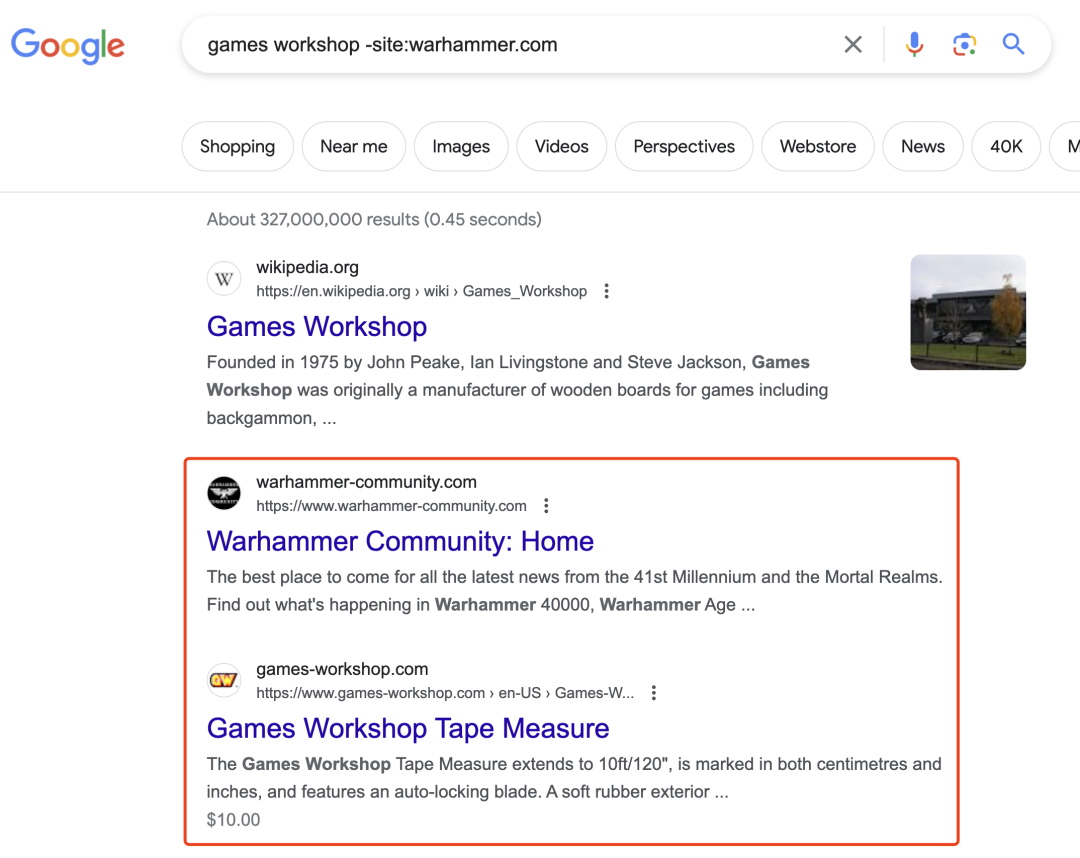 Google
games workshop -site:warhammer.com
Shopping
Near me
Images
Videos
Perspectives
Webstore
News
40K
M
About 327,000,000 results (0.45 seconds)
W
wikipedia.org
https://en.wikipedia.org › wiki › Games_Workshop
Games Workshop
Founded in 1975 by John Peake, Ian Livingstone and Steve Jackson, Games
Workshop was originally a manufacturer of wooden boards for games including
backgammon, ...
warhammer-community.com
https://www.warhammer-community.com
Warhammer Community: Home
The best place to come for all the latest news from the 41st Millennium and the Mortal Realms.
Find out what's happening in Warhammer 40000, Warhammer Age ...
GW
games-workshop.com
https://www.games-workshop.com › en-US › Games-W...
Games Workshop Tape Measure
The Games Workshop Tape Measure extends to 10ft/120", is marked in both centimetres and
inches, and features an auto-locking blade. A soft rubber exterior ...
$10.00